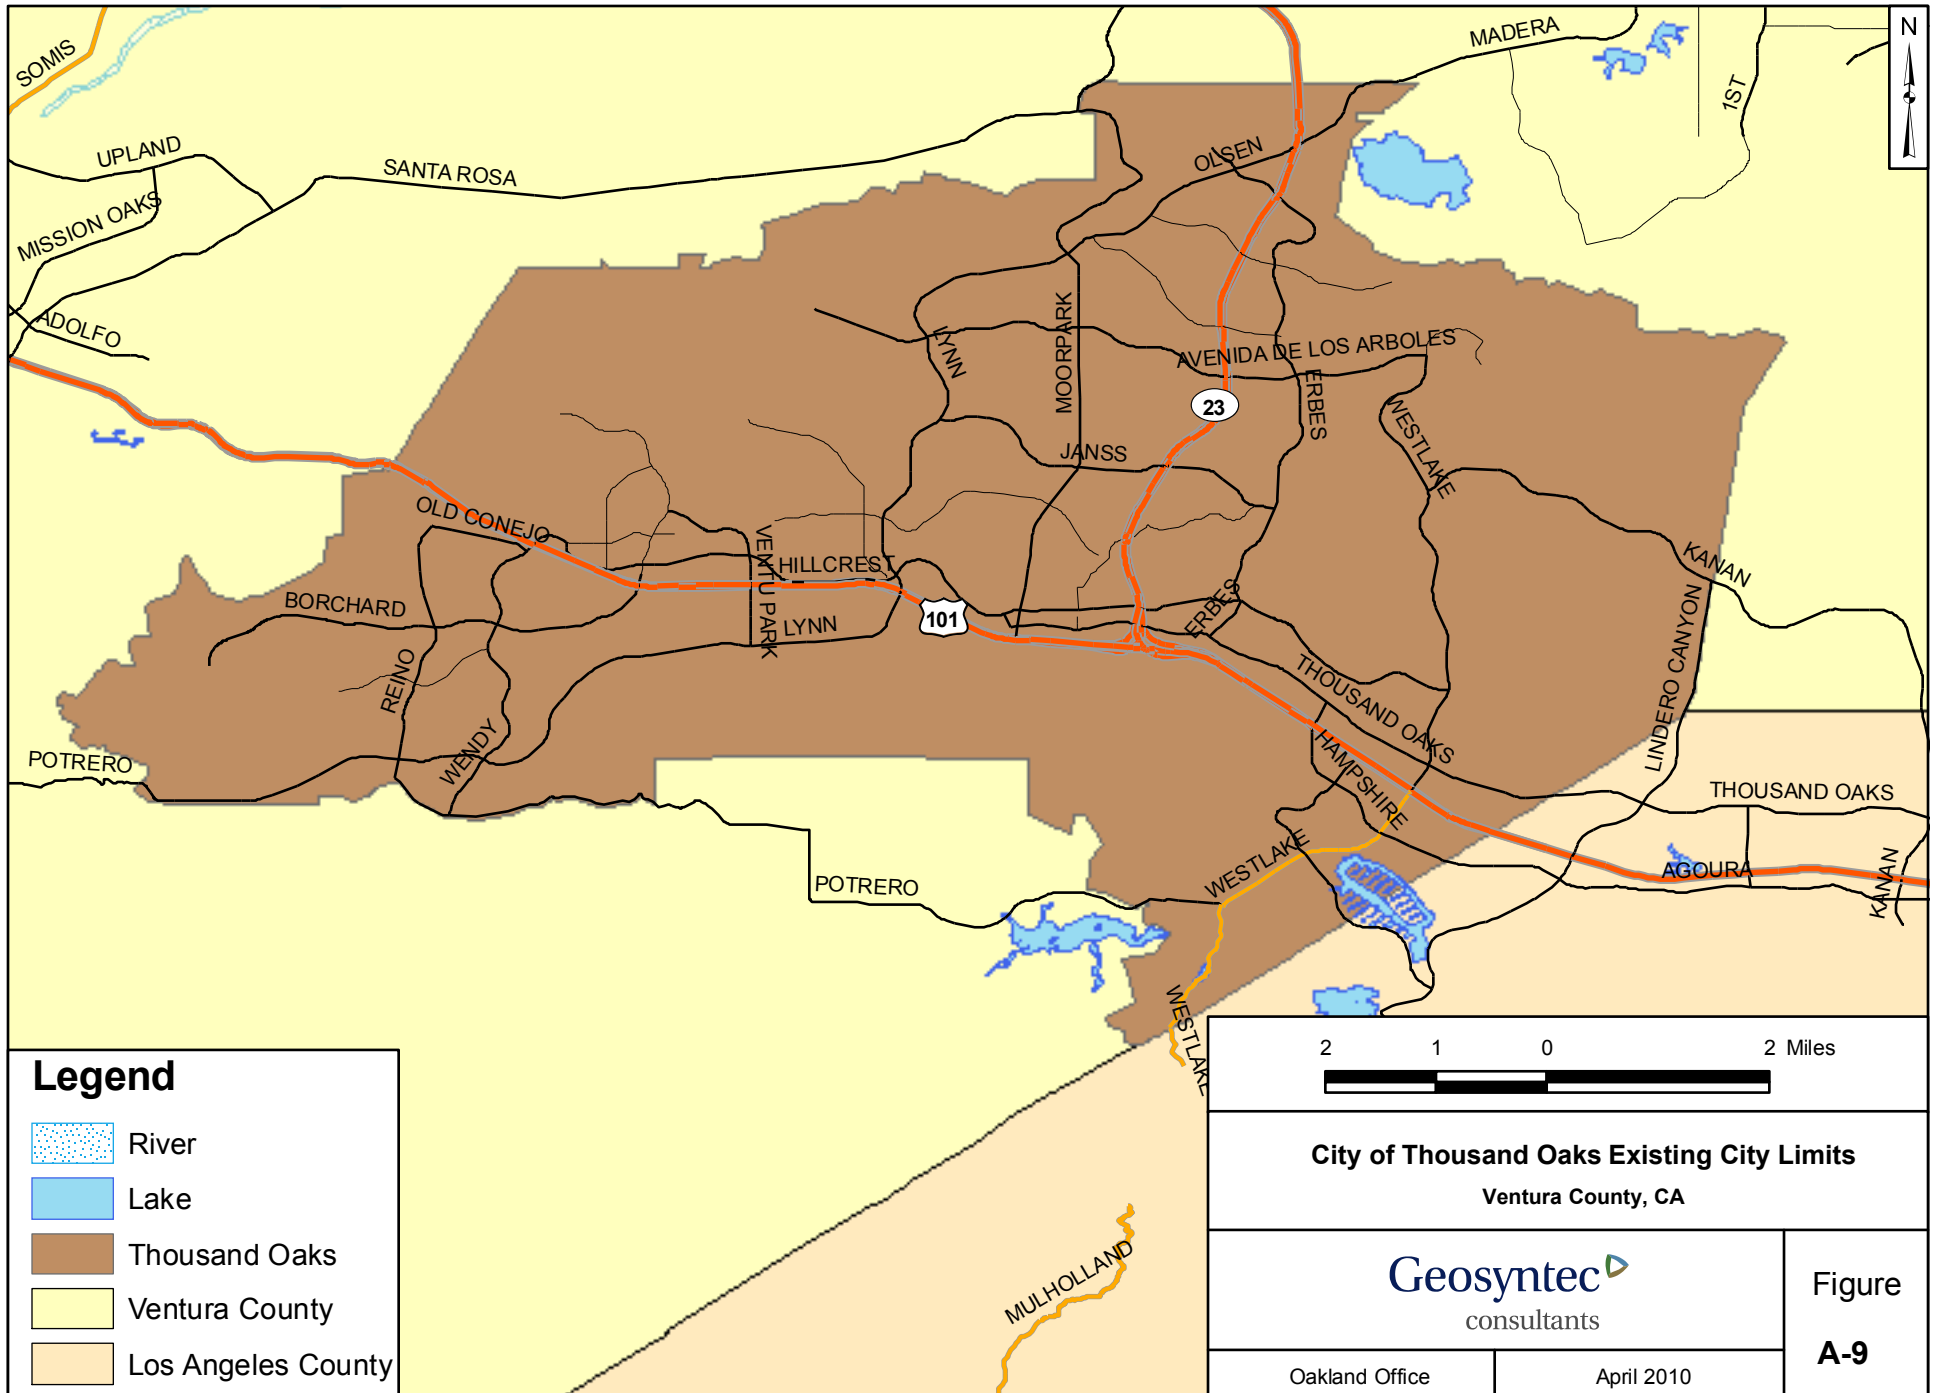 SOMIS
MADERA
N
1ST
UPLAND
SANTA ROSA
OLSEN
MISSION OAKS
ADOLFO
LYNN
MOORPARK
AVENIDA DE LOS ARBOLES
ERBES
23
WESTLAKE
JANSS
OLD CONEJO
VENTU PARK
HILLCREST
KANAN
BORCHARD
LYNN
101
ERBES
LINDERO CANYON
REINO
WENDY
THOUSAND OAKS
HAMPSHIRE
POTRERO
THOUSAND OAKS
WESTLAKE
AGOURA
KANAN
POTRERO
WESTLAKE
MULHOLLAND
Legend
River
Lake
Thousand Oaks
Ventura County
Los Angeles County
2 1 0 2 Miles
City of Thousand Oaks Existing City Limits
Ventura County, CA
Geosyntec
consultants
Figure
A-9
Oakland Office
April 2010